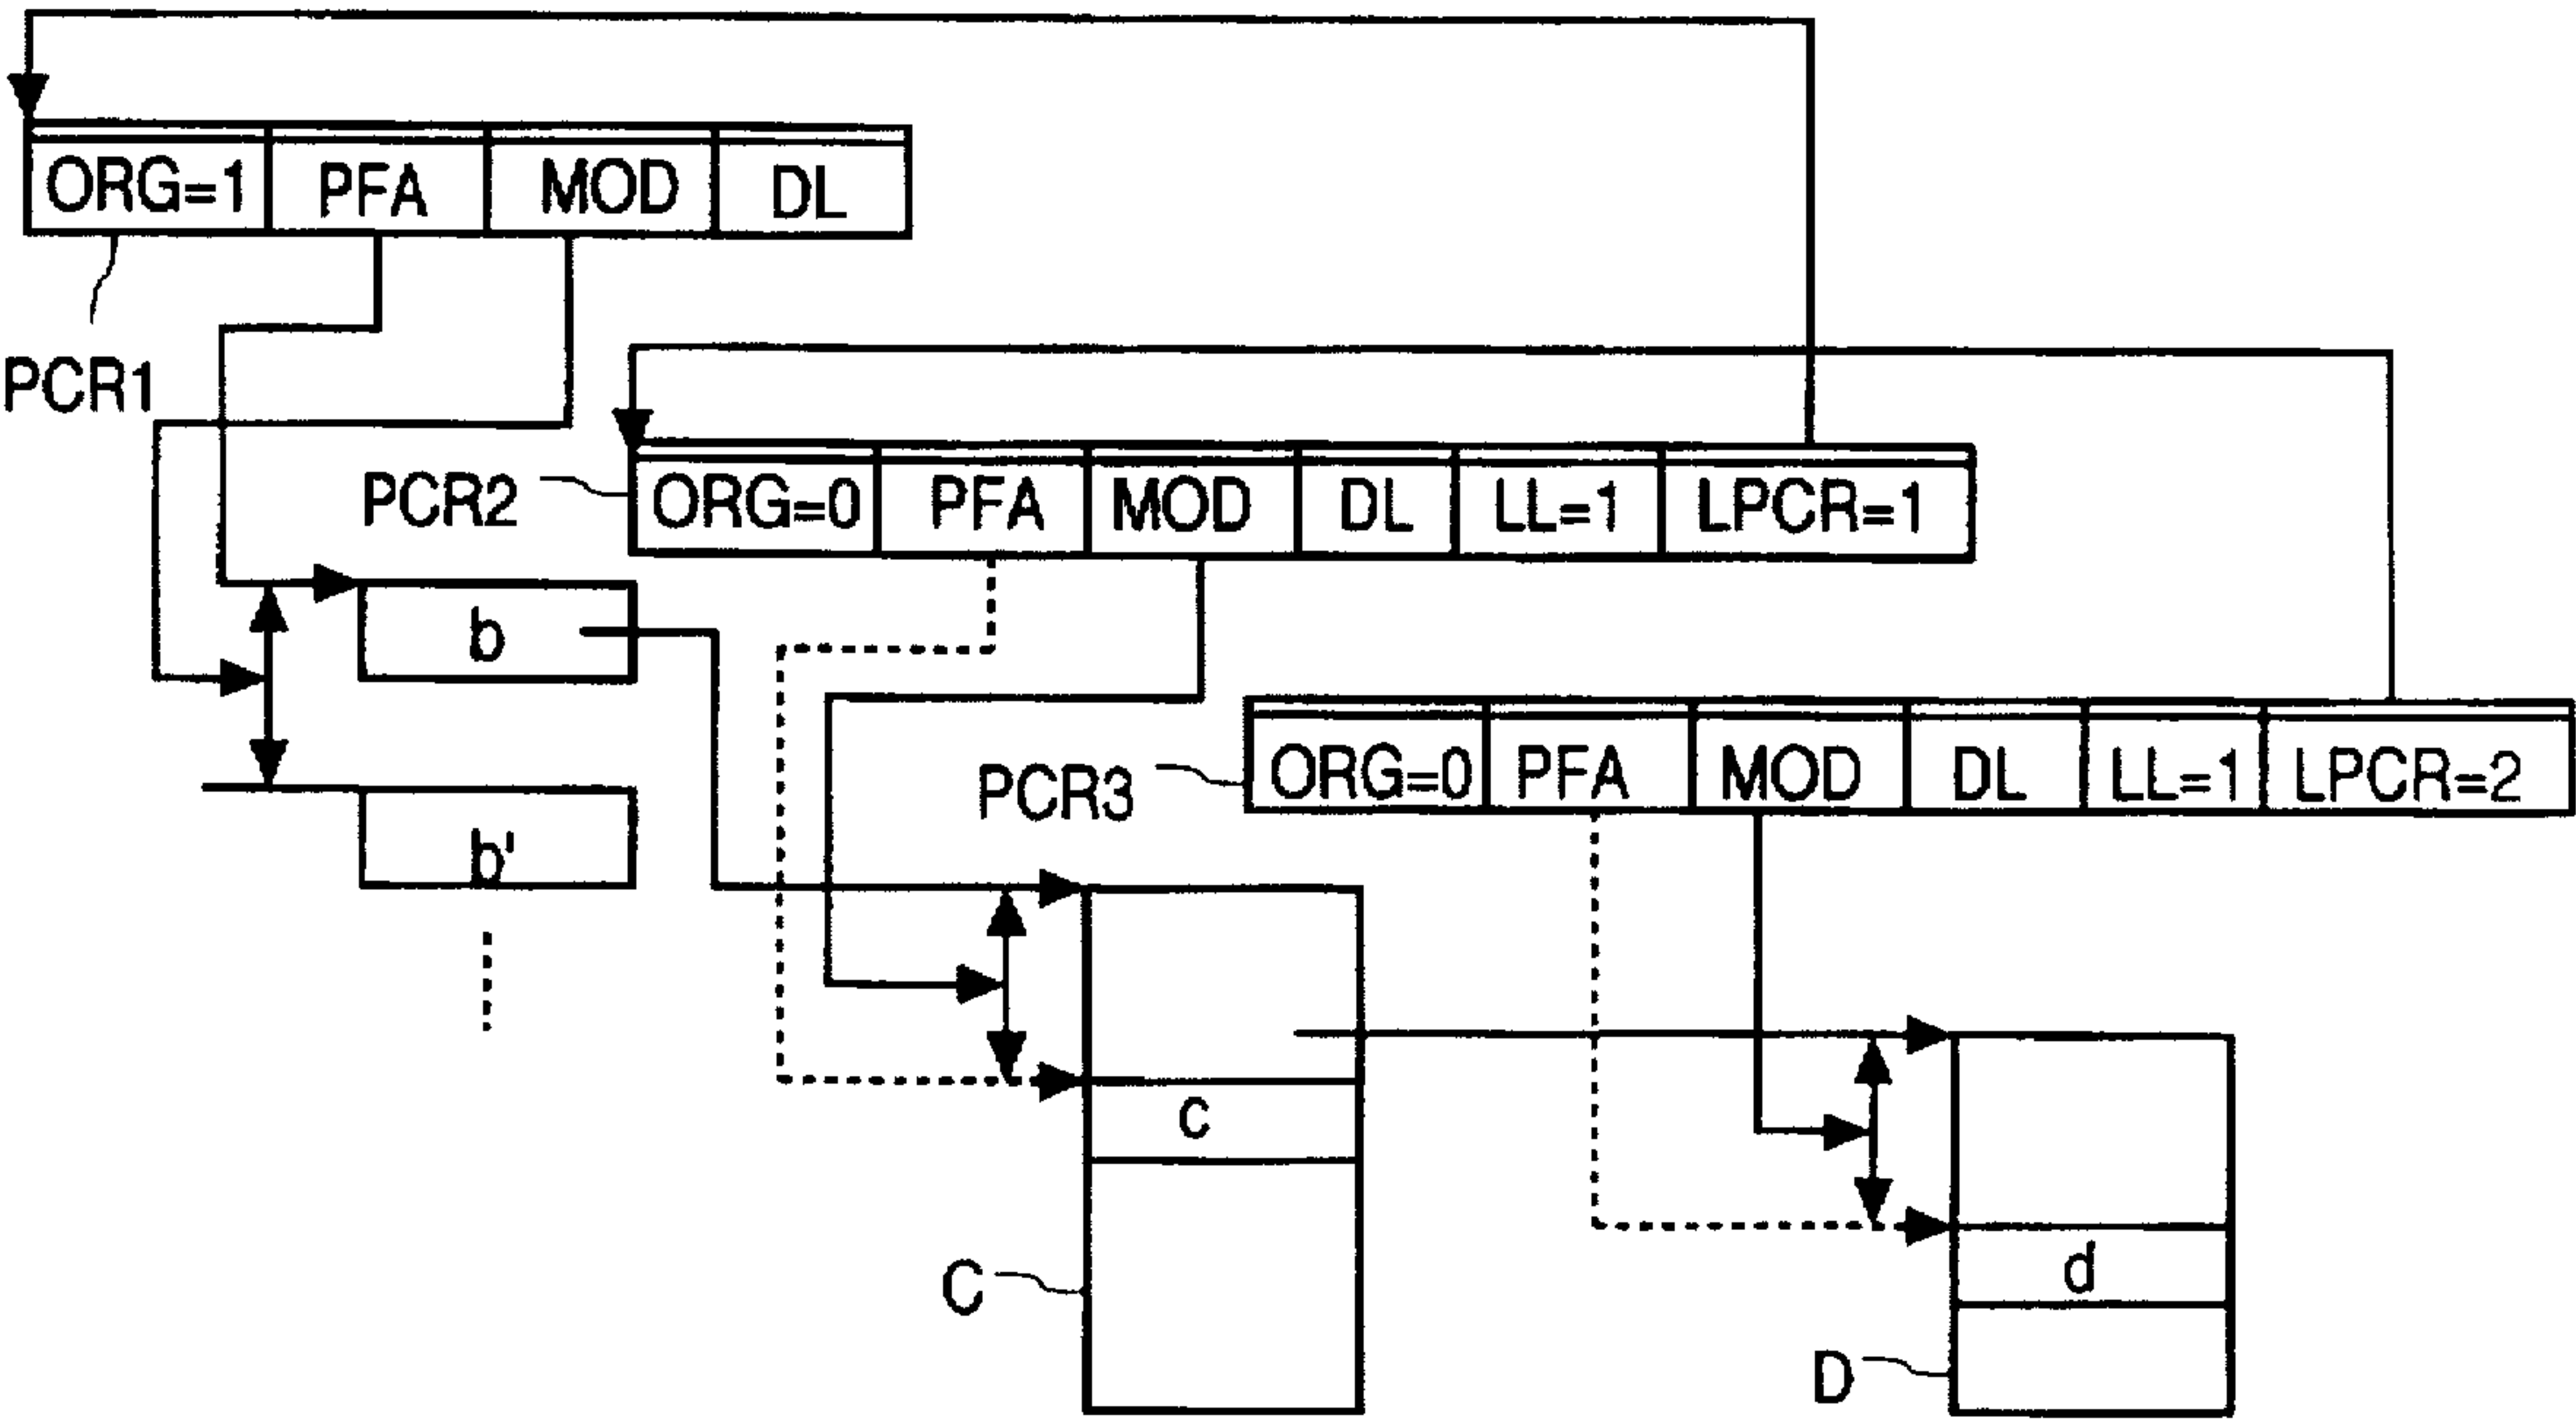 ORG=1 PFA MOD DL
PCR1
PCR2 ORG=0 PFA MOD DL LL=1 LPCR=1
b
PCR3 ORG=0 PFA MOD DL LL=1 LPCR=2
b'
c
C
d
D